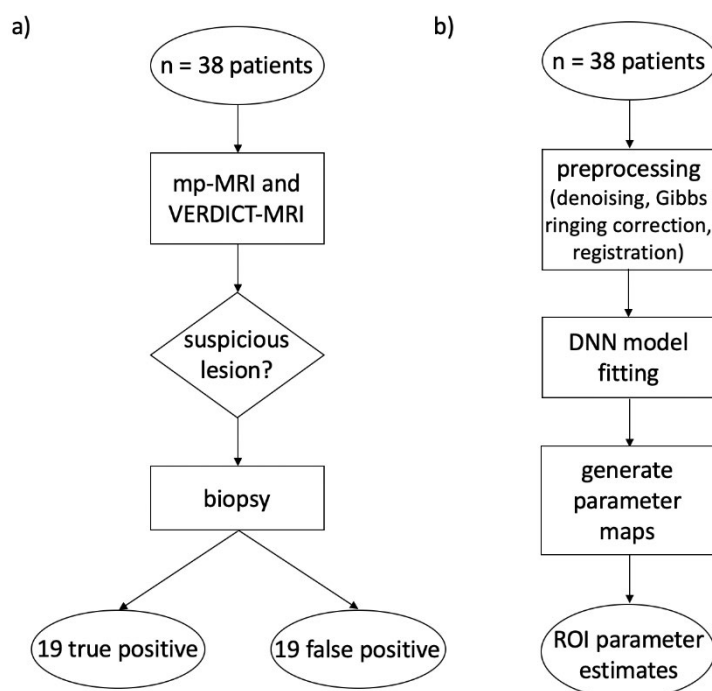 a)
n = 38 patients
mp-MRI and
VERDICT-MRI
suspicious
lesion?
biopsy
19 true positive
19 false positive
b)
n = 38 patients
preprocessing
(denoising, Gibbs
ringing correction,
registration)
DNN model
fitting
generate
parameter
maps
ROI parameter
estimates